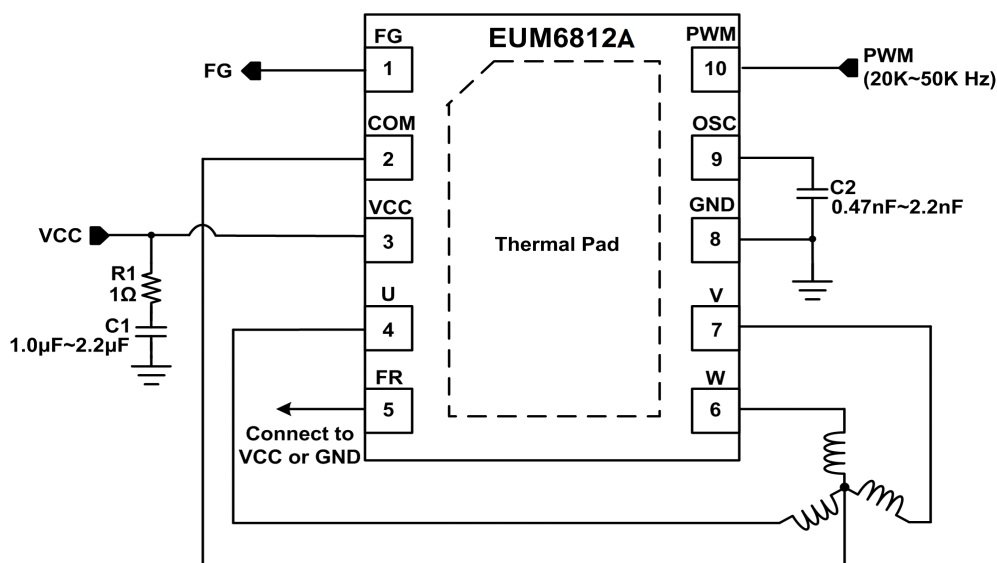 EUM6812A
FG
FG
1
COM
2
VCC
VCC
3
R1
1Ω
C1
1.0µF~2.2µF
U
4
FR
5
Connect to
VCC or GND
Thermal Pad
PWM
10
PWM
(20K~50K Hz)
OSC
9
C2
0.47nF~2.2nF
GND
8
V
7
W
6